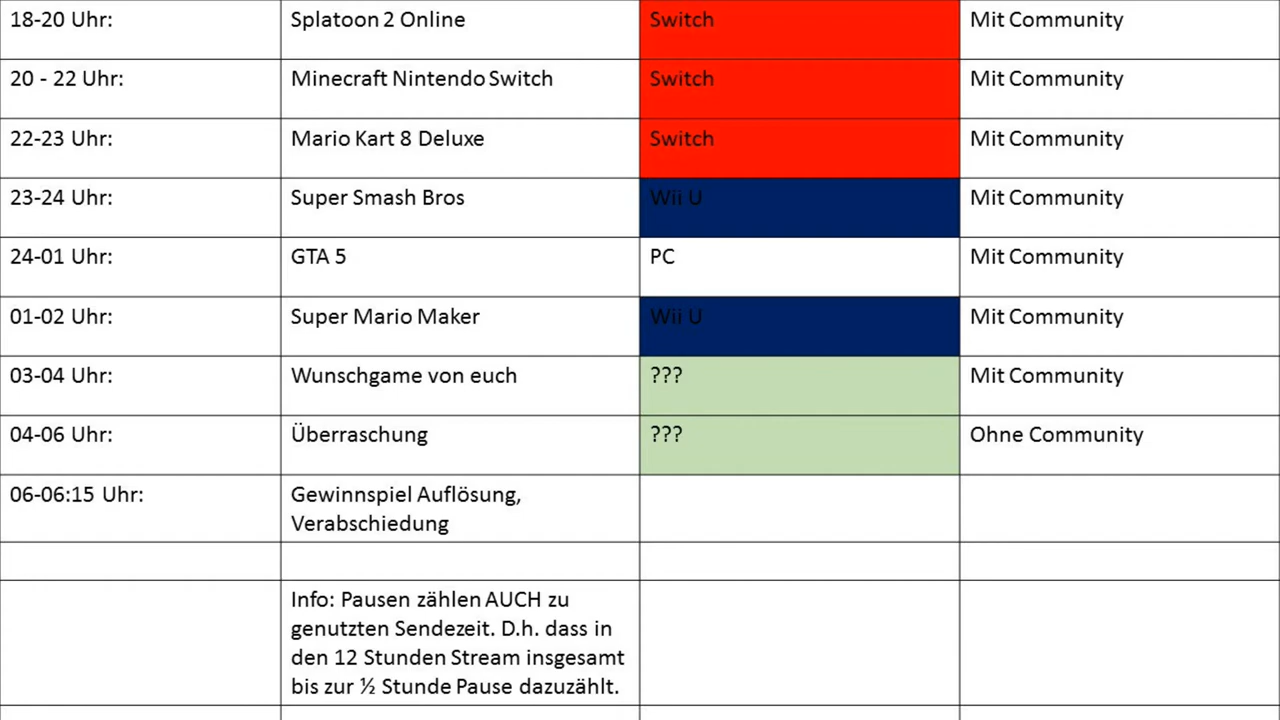 18-20 Uhr: Splatoon 2 Online Switch Mit Community
20 - 22 Uhr: Minecraft Nintendo Switch Switch Mit Community
22-23 Uhr: Mario Kart 8 Deluxe Switch Mit Community
23-24 Uhr: Super Smash Bros Wii U Mit Community
24-01 Uhr: GTA 5 PC Mit Community
01-02 Uhr: Super Mario Maker Wii U Mit Community
03-04 Uhr: Wunschgame von euch ??? Mit Community
04-06 Uhr: Überraschung ??? Ohne Community
06-06:15 Uhr: Gewinnspiel Auflösung,
Verabschiedung
Info: Pausen zählen AUCH zu
genutzten Sendezeit. D.h. dass in
den 12 Stunden Stream insgesamt
bis zur ½ Stunde Pause dazuzählt.